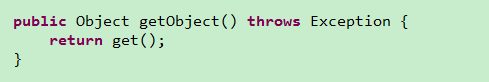 public Object getObject() throws Exception {
    return get();
}